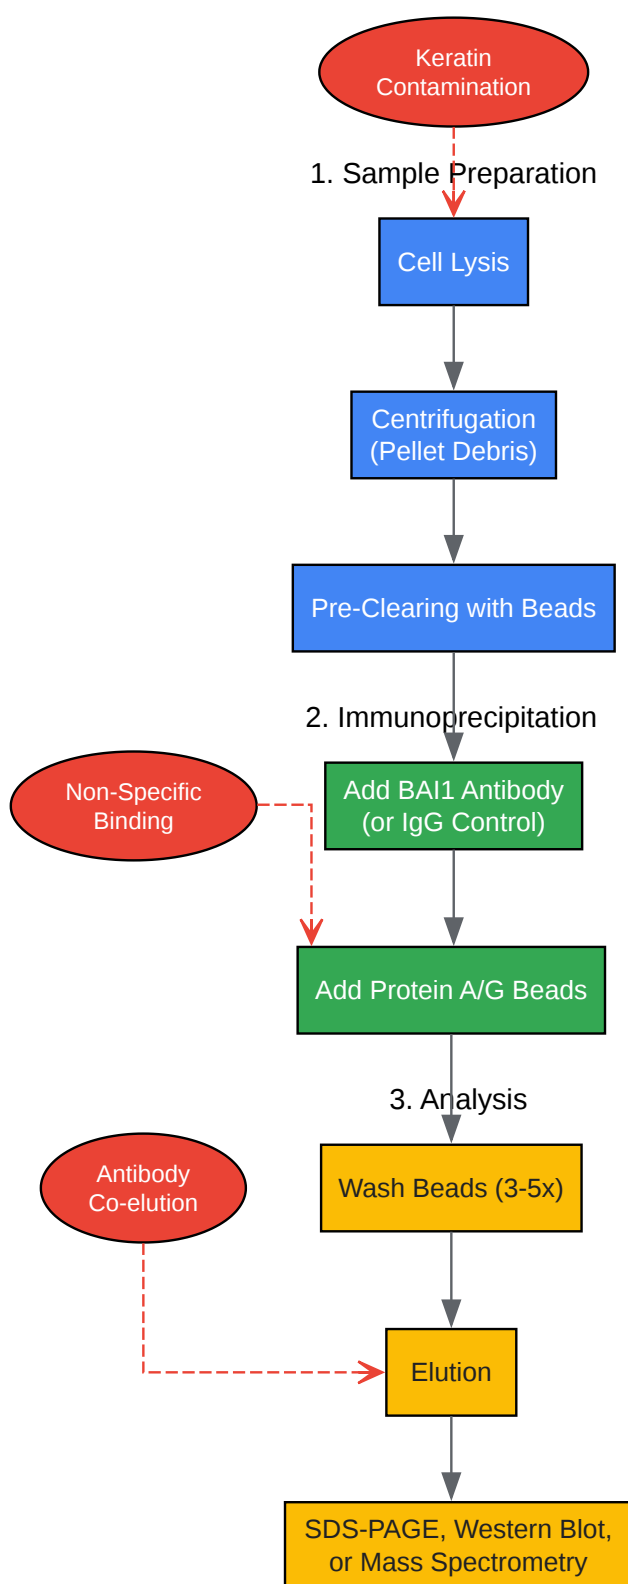 Keratin
Contamination
1. Sample Preparation
Cell Lysis
Centrifugation
(Pellet Debris)
Pre-Clearing with Beads
2. Immunoprecipitation
Non-Specific
Binding
Add BAI1 Antibody
(or IgG Control)
Add Protein A/G Beads
3. Analysis
Antibody
Co-elution
Wash Beads (3-5x)
Elution
SDS-PAGE, Western Blot,
or Mass Spectrometry